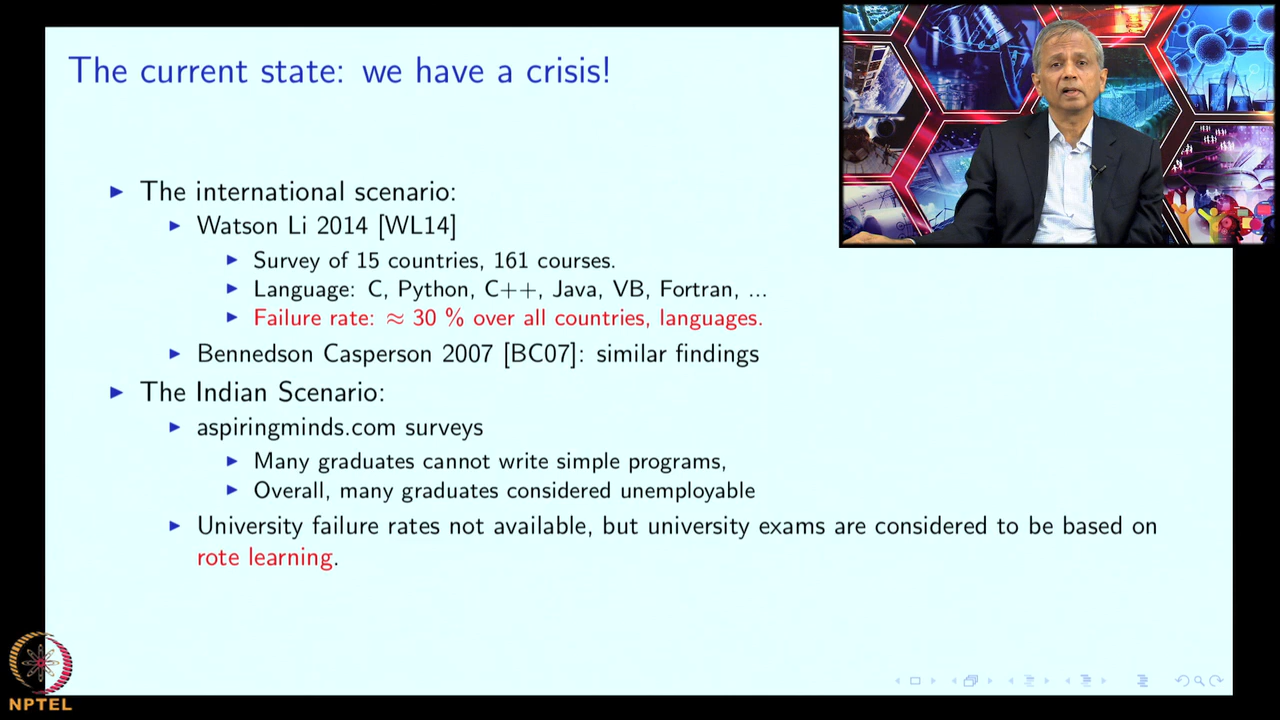 The current state: we have a crisis!
The international scenario:
Watson Li 2014 [WL14]
Survey of 15 countries, 161 courses.
Language: C, Python, C++, Java, VB, Fortran, ...
Failure rate: ≈ 30 % over all countries, languages.
Bennedson Casperson 2007 [BC07]: similar findings
The Indian Scenario:
aspiringminds.com surveys
Many graduates cannot write simple programs,
Overall, many graduates considered unemployable
University failure rates not available, but university exams are considered to be based on
rote learning.
NPTEL